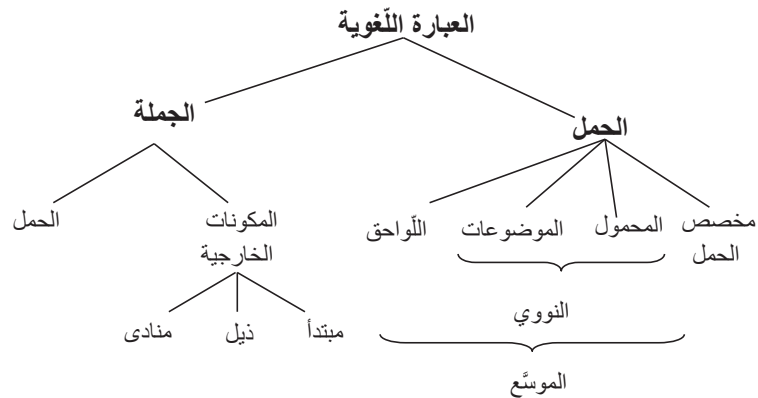 العبارة اللّغوية
الحمل
الجملة
مخصص الحمل
المحمول
الموضوعات
اللّواحق
المكونات الخارجية
الحمل
النووي
مبتدأ
ذيل
منادى
الموسَّع